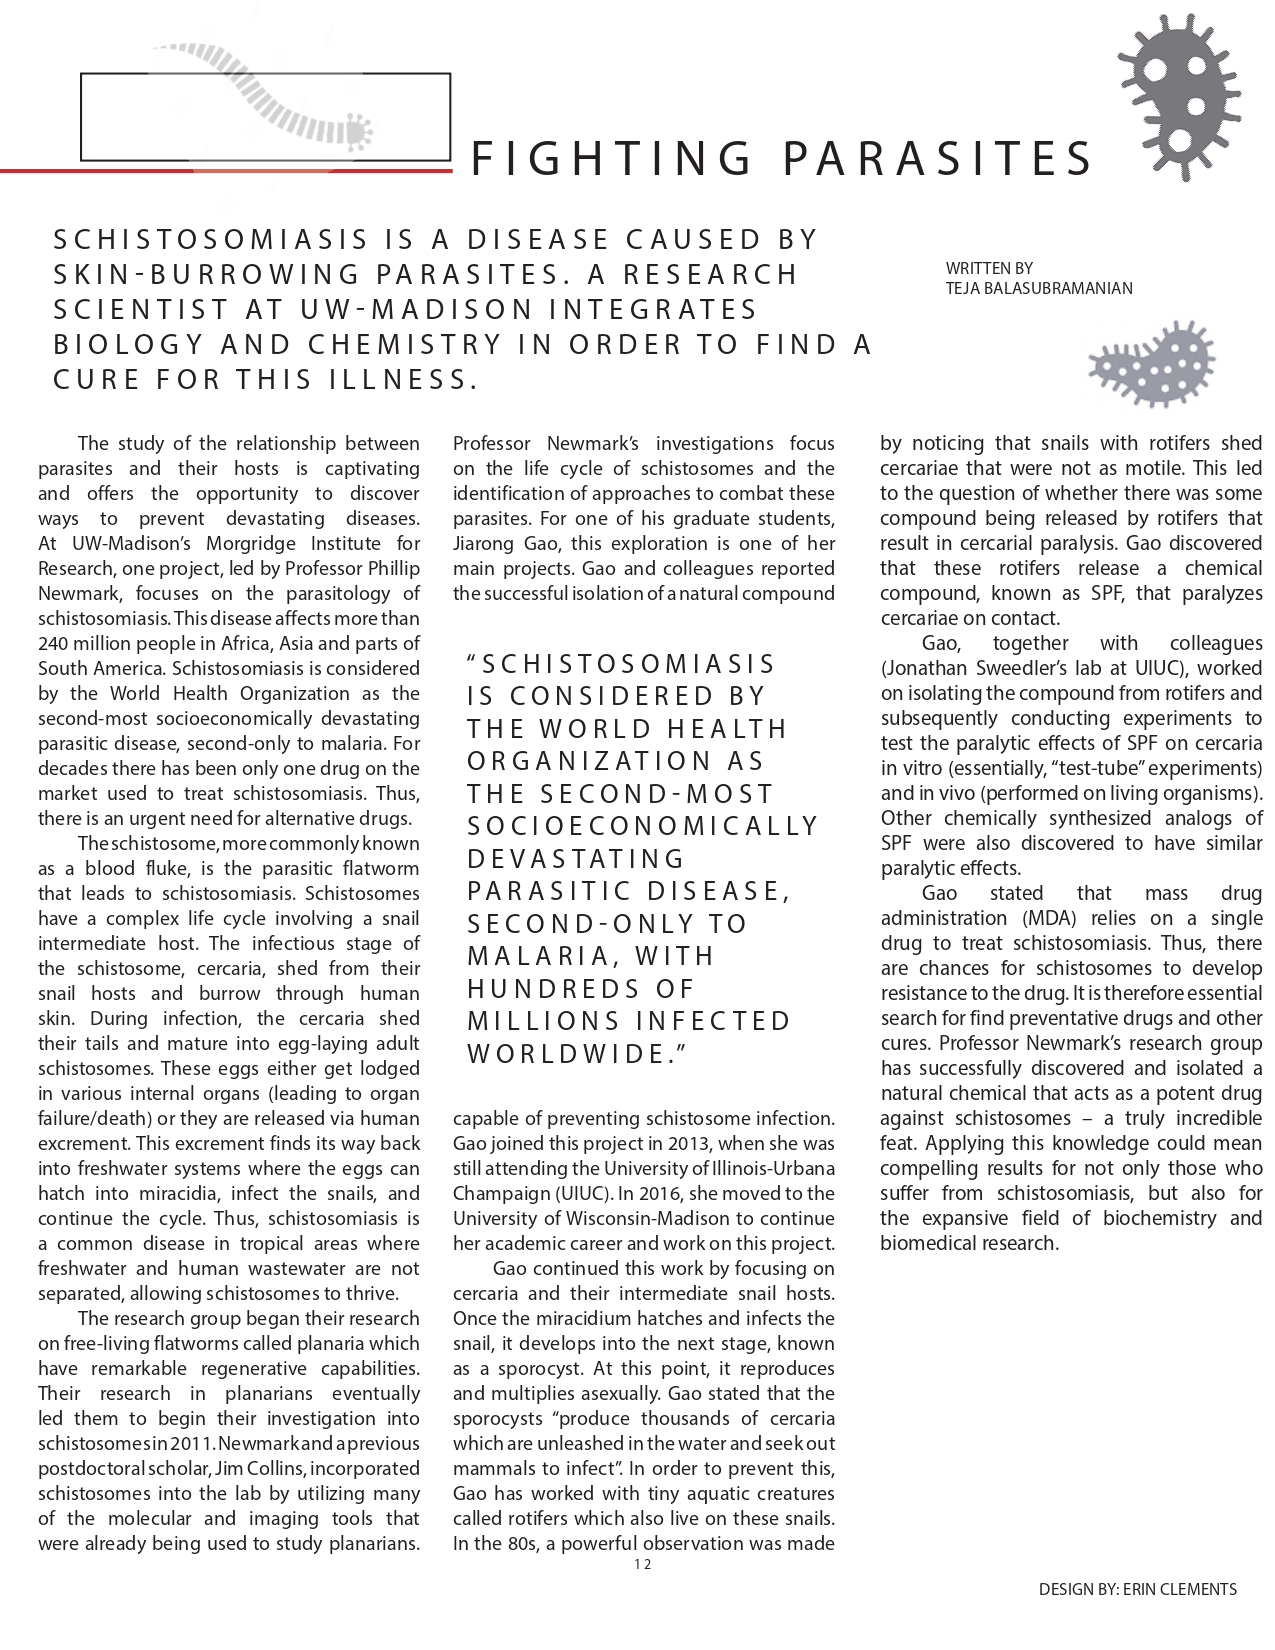 FIGHTING PARASITES
SCHISTOSOMIASIS IS A DISEASE CAUSED BY
SKIN-BURROWING PARASITES. A RESEARCH
SCIENTIST AT UW-MADISON INTEGRATES
BIOLOGY AND CHEMISTRY IN ORDER TO FIND A
CURE FOR THIS ILLNESS.
WRITTEN BY
TEJA BALASUBRAMANIAN
The study of the relationship between
parasites and their hosts is captivating
and offers the opportunity to discover
ways to prevent devastating diseases.
At UW-Madison’s Morgridge Institute for
Research, one project, led by Professor Phillip
Newmark, focuses on the parasitology of
schistosomiasis. This disease affects more than
240 million people in Africa, Asia and parts of
South America. Schistosomiasis is considered
by the World Health Organization as the
second-most socioeconomically devastating
parasitic disease, second-only to malaria. For
decades there has been only one drug on the
market used to treat schistosomiasis. Thus,
there is an urgent need for alternative drugs.
The schistosome, more commonly known
as a blood fluke, is the parasitic flatworm
that leads to schistosomiasis. Schistosomes
have a complex life cycle involving a snail
intermediate host. The infectious stage of
the schistosome, cercaria, shed from their
snail hosts and burrow through human
skin. During infection, the cercaria shed
their tails and mature into egg-laying adult
schistosomes. These eggs either get lodged
in various internal organs (leading to organ
failure/death) or they are released via human
excrement. This excrement finds its way back
into freshwater systems where the eggs can
hatch into miracidia, infect the snails, and
continue the cycle. Thus, schistosomiasis is
a common disease in tropical areas where
freshwater and human wastewater are not
separated, allowing schistosomes to thrive.
The research group began their research
on free-living flatworms called planaria which
have remarkable regenerative capabilities.
Their research in planarians eventually
led them to begin their investigation into
schistosomes in 2011. Newmark and a previous
postdoctoral scholar, Jim Collins, incorporated
schistosomes into the lab by utilizing many
of the molecular and imaging tools that
were already being used to study planarians.
Professor Newmark’s investigations focus
on the life cycle of schistosomes and the
identification of approaches to combat these
parasites. For one of his graduate students,
Jiarong Gao, this exploration is one of her
main projects. Gao and colleagues reported
the successful isolation of a natural compound
“SCHISTOSOMIASIS
IS CONSIDERED BY
THE WORLD HEALTH
ORGANIZATION AS
THE SECOND-MOST
SOCIOECONOMICALLY
DEVASTATING
PARASITIC DISEASE,
SECOND-ONLY TO
MALARIA, WITH
HUNDREDS OF
MILLIONS INFECTED
WORLDWIDE.”
capable of preventing schistosome infection.
Gao joined this project in 2013, when she was
still attending the University of Illinois-Urbana
Champaign (UIUC). In 2016, she moved to the
University of Wisconsin-Madison to continue
her academic career and work on this project.
Gao continued this work by focusing on
cercaria and their intermediate snail hosts.
Once the miracidium hatches and infects the
snail, it develops into the next stage, known
as a sporocyst. At this point, it reproduces
and multiplies asexually. Gao stated that the
sporocysts “produce thousands of cercaria
which are unleashed in the water and seek out
mammals to infect”. In order to prevent this,
Gao has worked with tiny aquatic creatures
called rotifers which also live on these snails.
In the 80s, a powerful observation was made
by noticing that snails with rotifers shed
cercariae that were not as motile. This led
to the question of whether there was some
compound being released by rotifers that
result in cercarial paralysis. Gao discovered
that these rotifers release a chemical
compound, known as SPF, that paralyzes
cercariae on contact.
Gao, together with colleagues
(Jonathan Sweedler’s lab at UIUC), worked
on isolating the compound from rotifers and
subsequently conducting experiments to
test the paralytic effects of SPF on cercaria
in vitro (essentially, “test-tube” experiments)
and in vivo (performed on living organisms).
Other chemically synthesized analogs of
SPF were also discovered to have similar
paralytic effects.
Gao stated that mass drug
administration (MDA) relies on a single
drug to treat schistosomiasis. Thus, there
are chances for schistosomes to develop
resistance to the drug. It is therefore essential
search for find preventative drugs and other
cures. Professor Newmark’s research group
has successfully discovered and isolated a
natural chemical that acts as a potent drug
against schistosomes – a truly incredible
feat. Applying this knowledge could mean
compelling results for not only those who
suffer from schistosomiasis, but also for
the expansive field of biochemistry and
biomedical research.
12
DESIGN BY: ERIN CLEMENTS